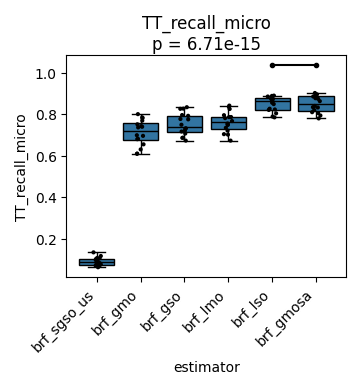 TT_recall_micro
p = 6.71e-15
TT_recall_micro
1.0
0.8
0.6
0.4
0.2
brf_sgso_us
brf_gmo
brf_gso
brf_lmo
brf_lso
brf_gmosa
estimator